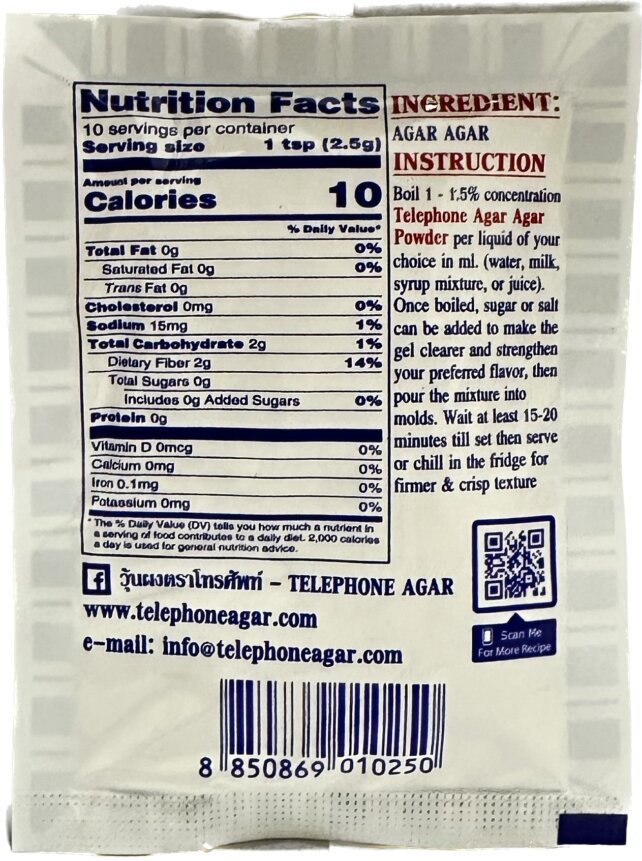 Nutrition Facts
10 servings per container
Serving size 1 tsp (2.5g)
Amount per serving
Calories 10
% Daily Value*
Total Fat 0g 0%
Saturated Fat 0g 0%
Trans Fat 0g
Cholesterol 0mg 0%
Sodium 15mg 1%
Total Carbohydrate 2g 1%
Dietary Fiber 2g 14%
Total Sugars 0g
Includes 0g Added Sugars 0%
Protein 0g
Vitamin D 0mcg 0%
Calcium 0mg 0%
Iron 0.1mg 0%
Potassium 0mg 0%
* The % Daily Value (DV) tells you how much a nutrient in
a serving of food contributes to a daily diet. 2,000 calories
a day is used for general nutrition advice.
INGREDIENT:
AGAR AGAR
INSTRUCTION
Boil 1 - 1.5% concentration
Telephone Agar Agar
Powder per liquid of your
choice in ml. (water, milk,
syrup mixture, or juice).
Once boiled, sugar or salt
can be added to make the
gel clearer and strengthen
your preferred flavor, then
pour the mixture into
molds. Wait at least 15-20
minutes till set then serve
or chill in the fridge for
firmer & crisp texture
f วุ้นผงตราโทรศัพท์ - TELEPHONE AGAR
www.telephoneagar.com
e-mail: info@telephoneagar.com
Scan Me
For More Recipe
8 850869 010250